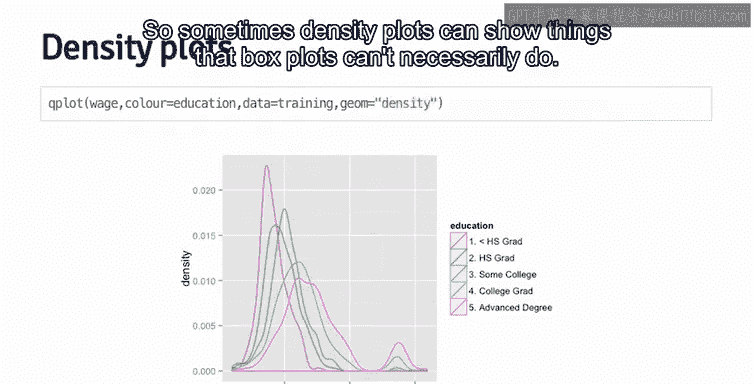 So sometimes density plots can show things
that box plots can't necessarily do.
Density plots
qplot(wage,colour=education,data=training,geom="density")
0.020
0.015
0.010
0.005
0.000
density
education
1. < HS Grad
2. HS Grad
3. Some College
4. College Grad
5. Advanced Degree